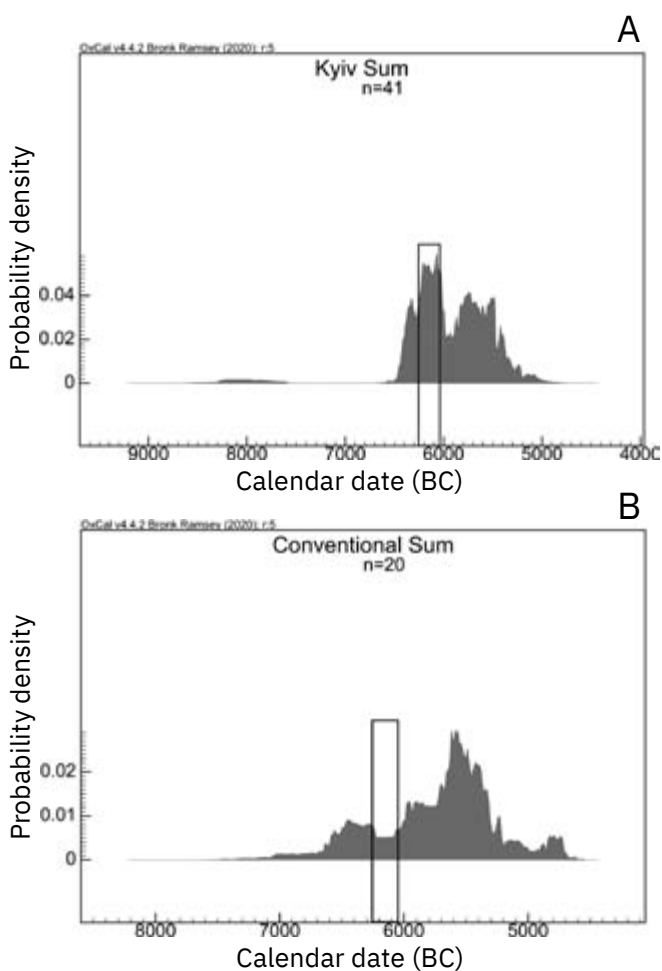 A
OxCal v4.4.2 Bronk Ramsey (2020); r:5
Kyiv Sum
n=41
Probability density
0.04
0.02
0
9000 8000 7000 6000 5000 4000
Calendar date (BC)
B
OxCal v4.4.2 Bronk Ramsey (2020); r:5
Conventional Sum
n=20
Probability density
0.02
0.01
0
8000 7000 6000 5000
Calendar date (BC)